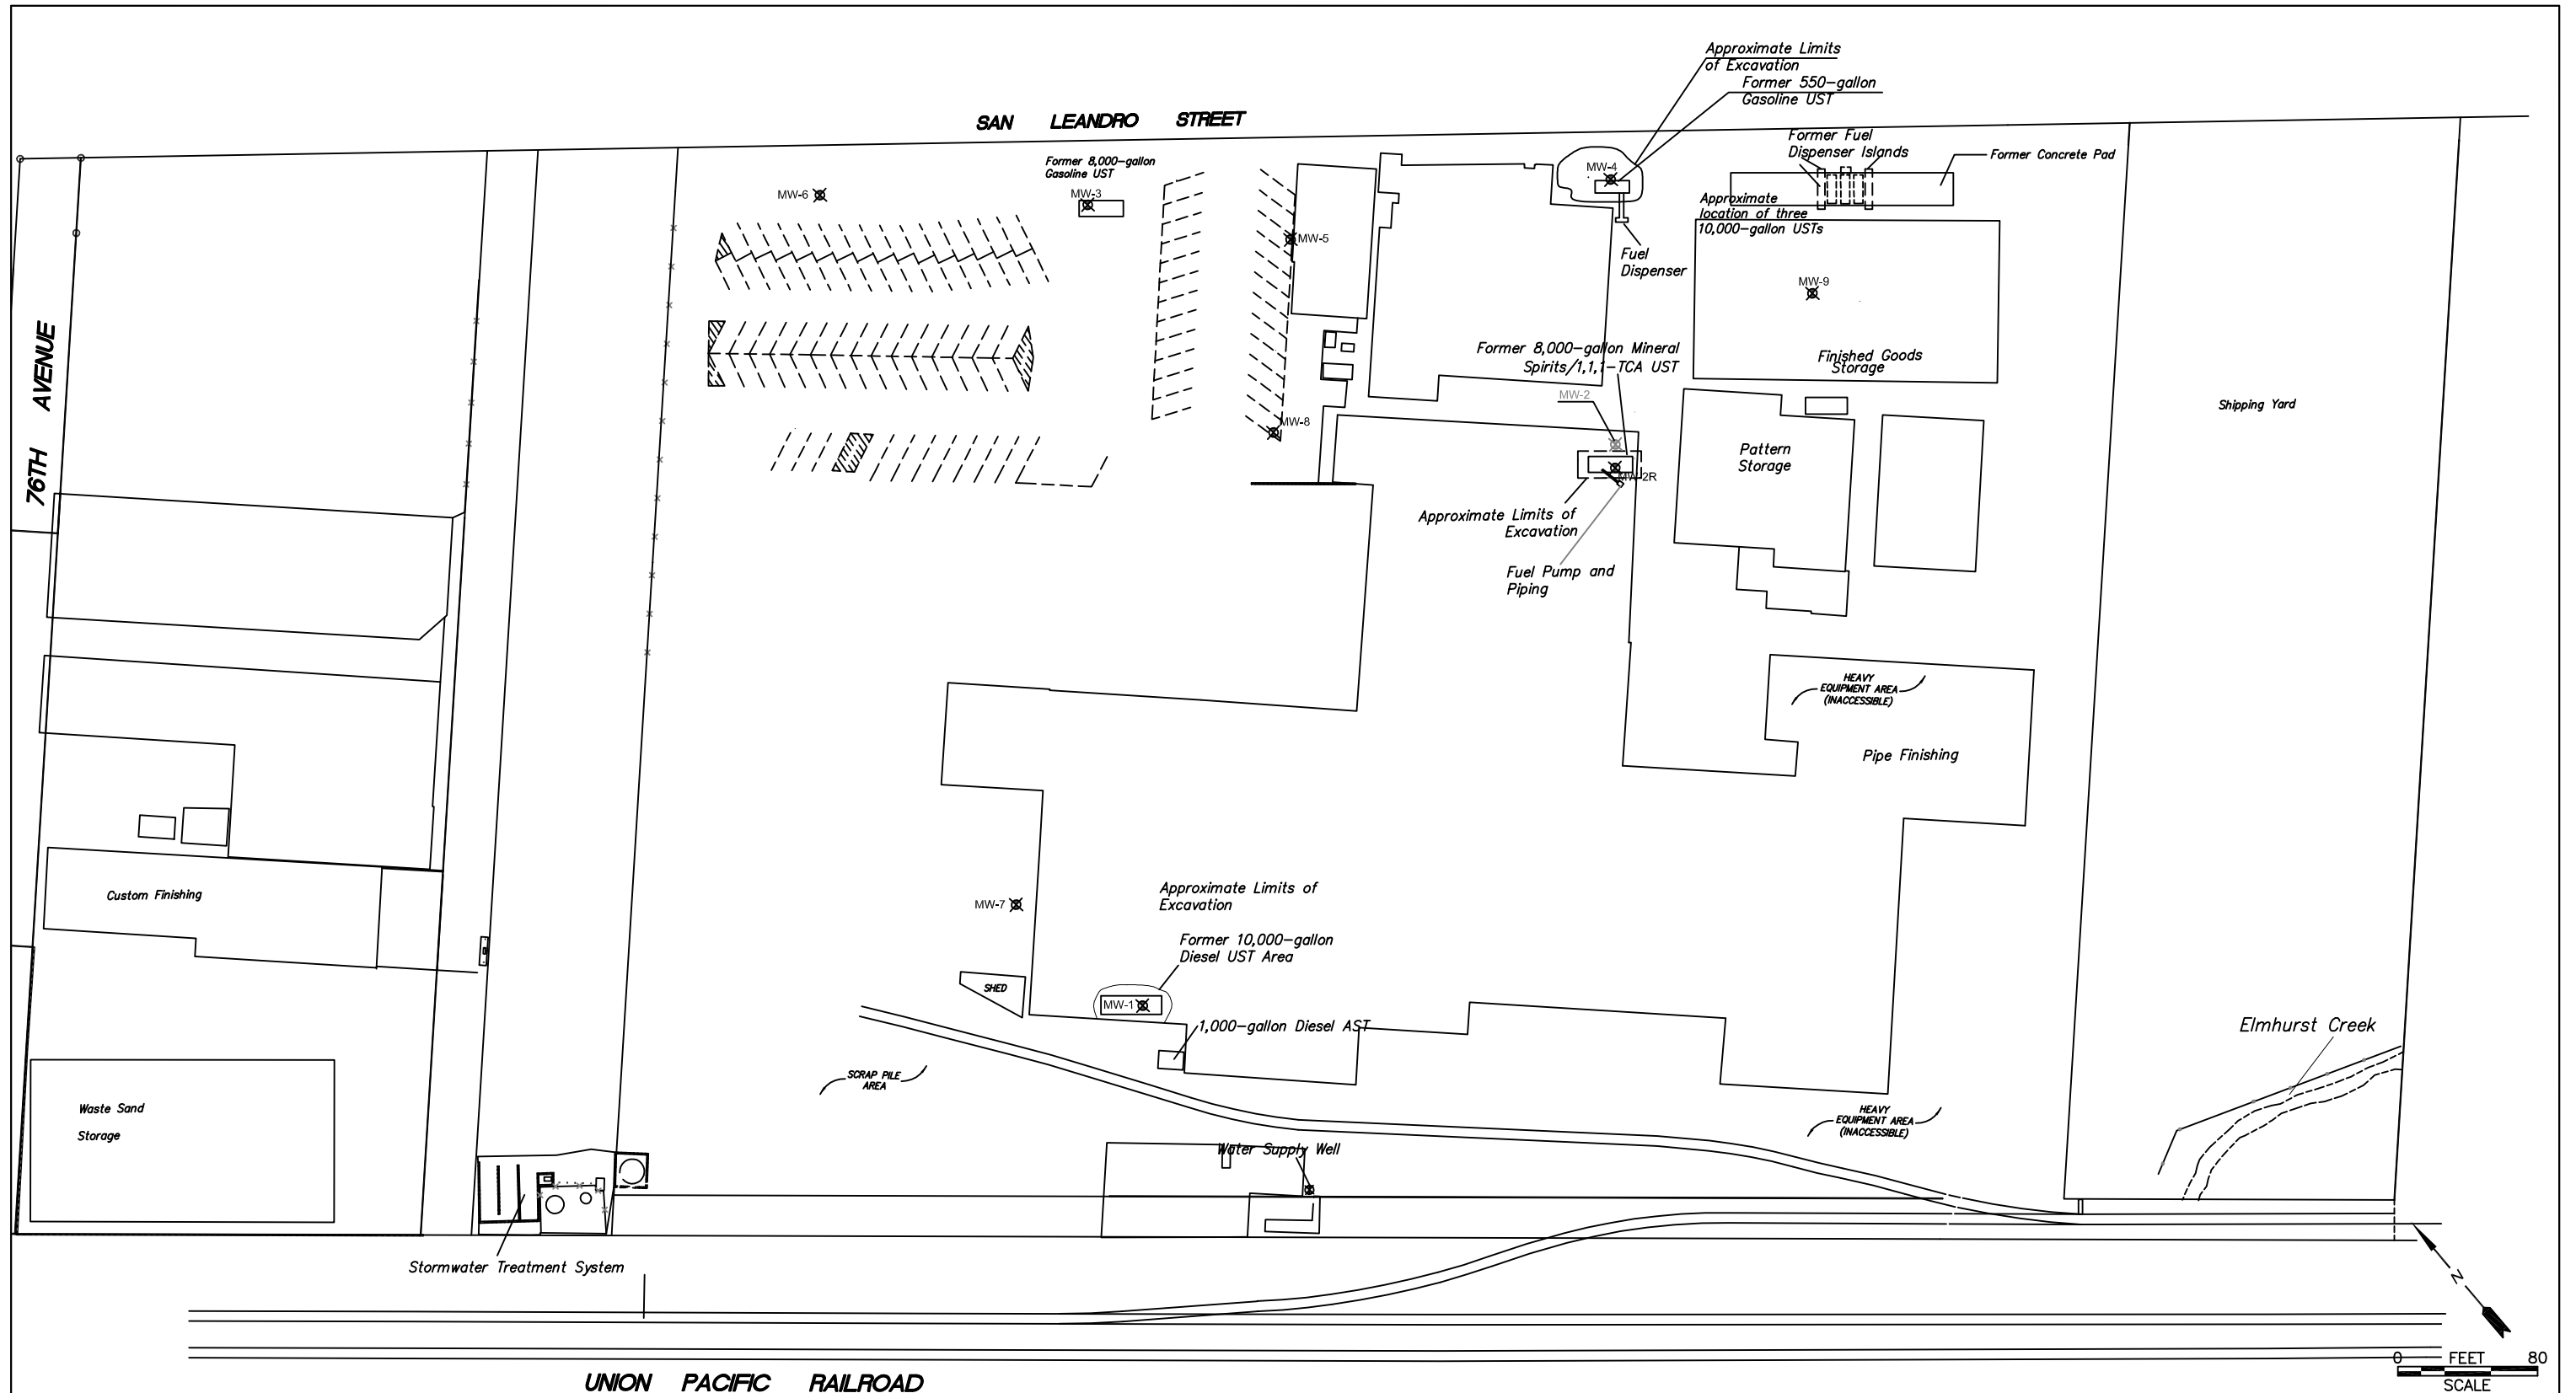 Approximate Limits
of Excavation
Former 550-gallon
Gasoline UST
SAN LEANDRO STREET
Former Fuel
Dispenser Islands
Former Concrete Pad
Former 8,000-gallon
Gasoline UST
MW-4
MW-6
MW-3
Approximate
location of three
10,000-gallon USTs
MW-5
Fuel
Dispenser
MW-9
76TH AVENUE
Former 8,000-gallon Mineral
Spirits/1,1,1-TCA UST
Finished Goods
Storage
MW-2
Shipping Yard
MW-8
Pattern
Storage
MW-2R
Approximate Limits of
Excavation
Fuel Pump and
Piping
HEAVY
EQUIPMENT AREA
(INACCESSIBLE)
Pipe Finishing
Custom Finishing
Approximate Limits of
Excavation
MW-7
Former 10,000-gallon
Diesel UST Area
SHED
MW-1
1,000-gallon Diesel AST
Elmhurst Creek
SCRAP PILE
AREA
Waste Sand
Storage
HEAVY
EQUIPMENT AREA
(INACCESSIBLE)
Water Supply Well
Stormwater Treatment System
N
0 FEET 80
SCALE
UNION PACIFIC RAILROAD